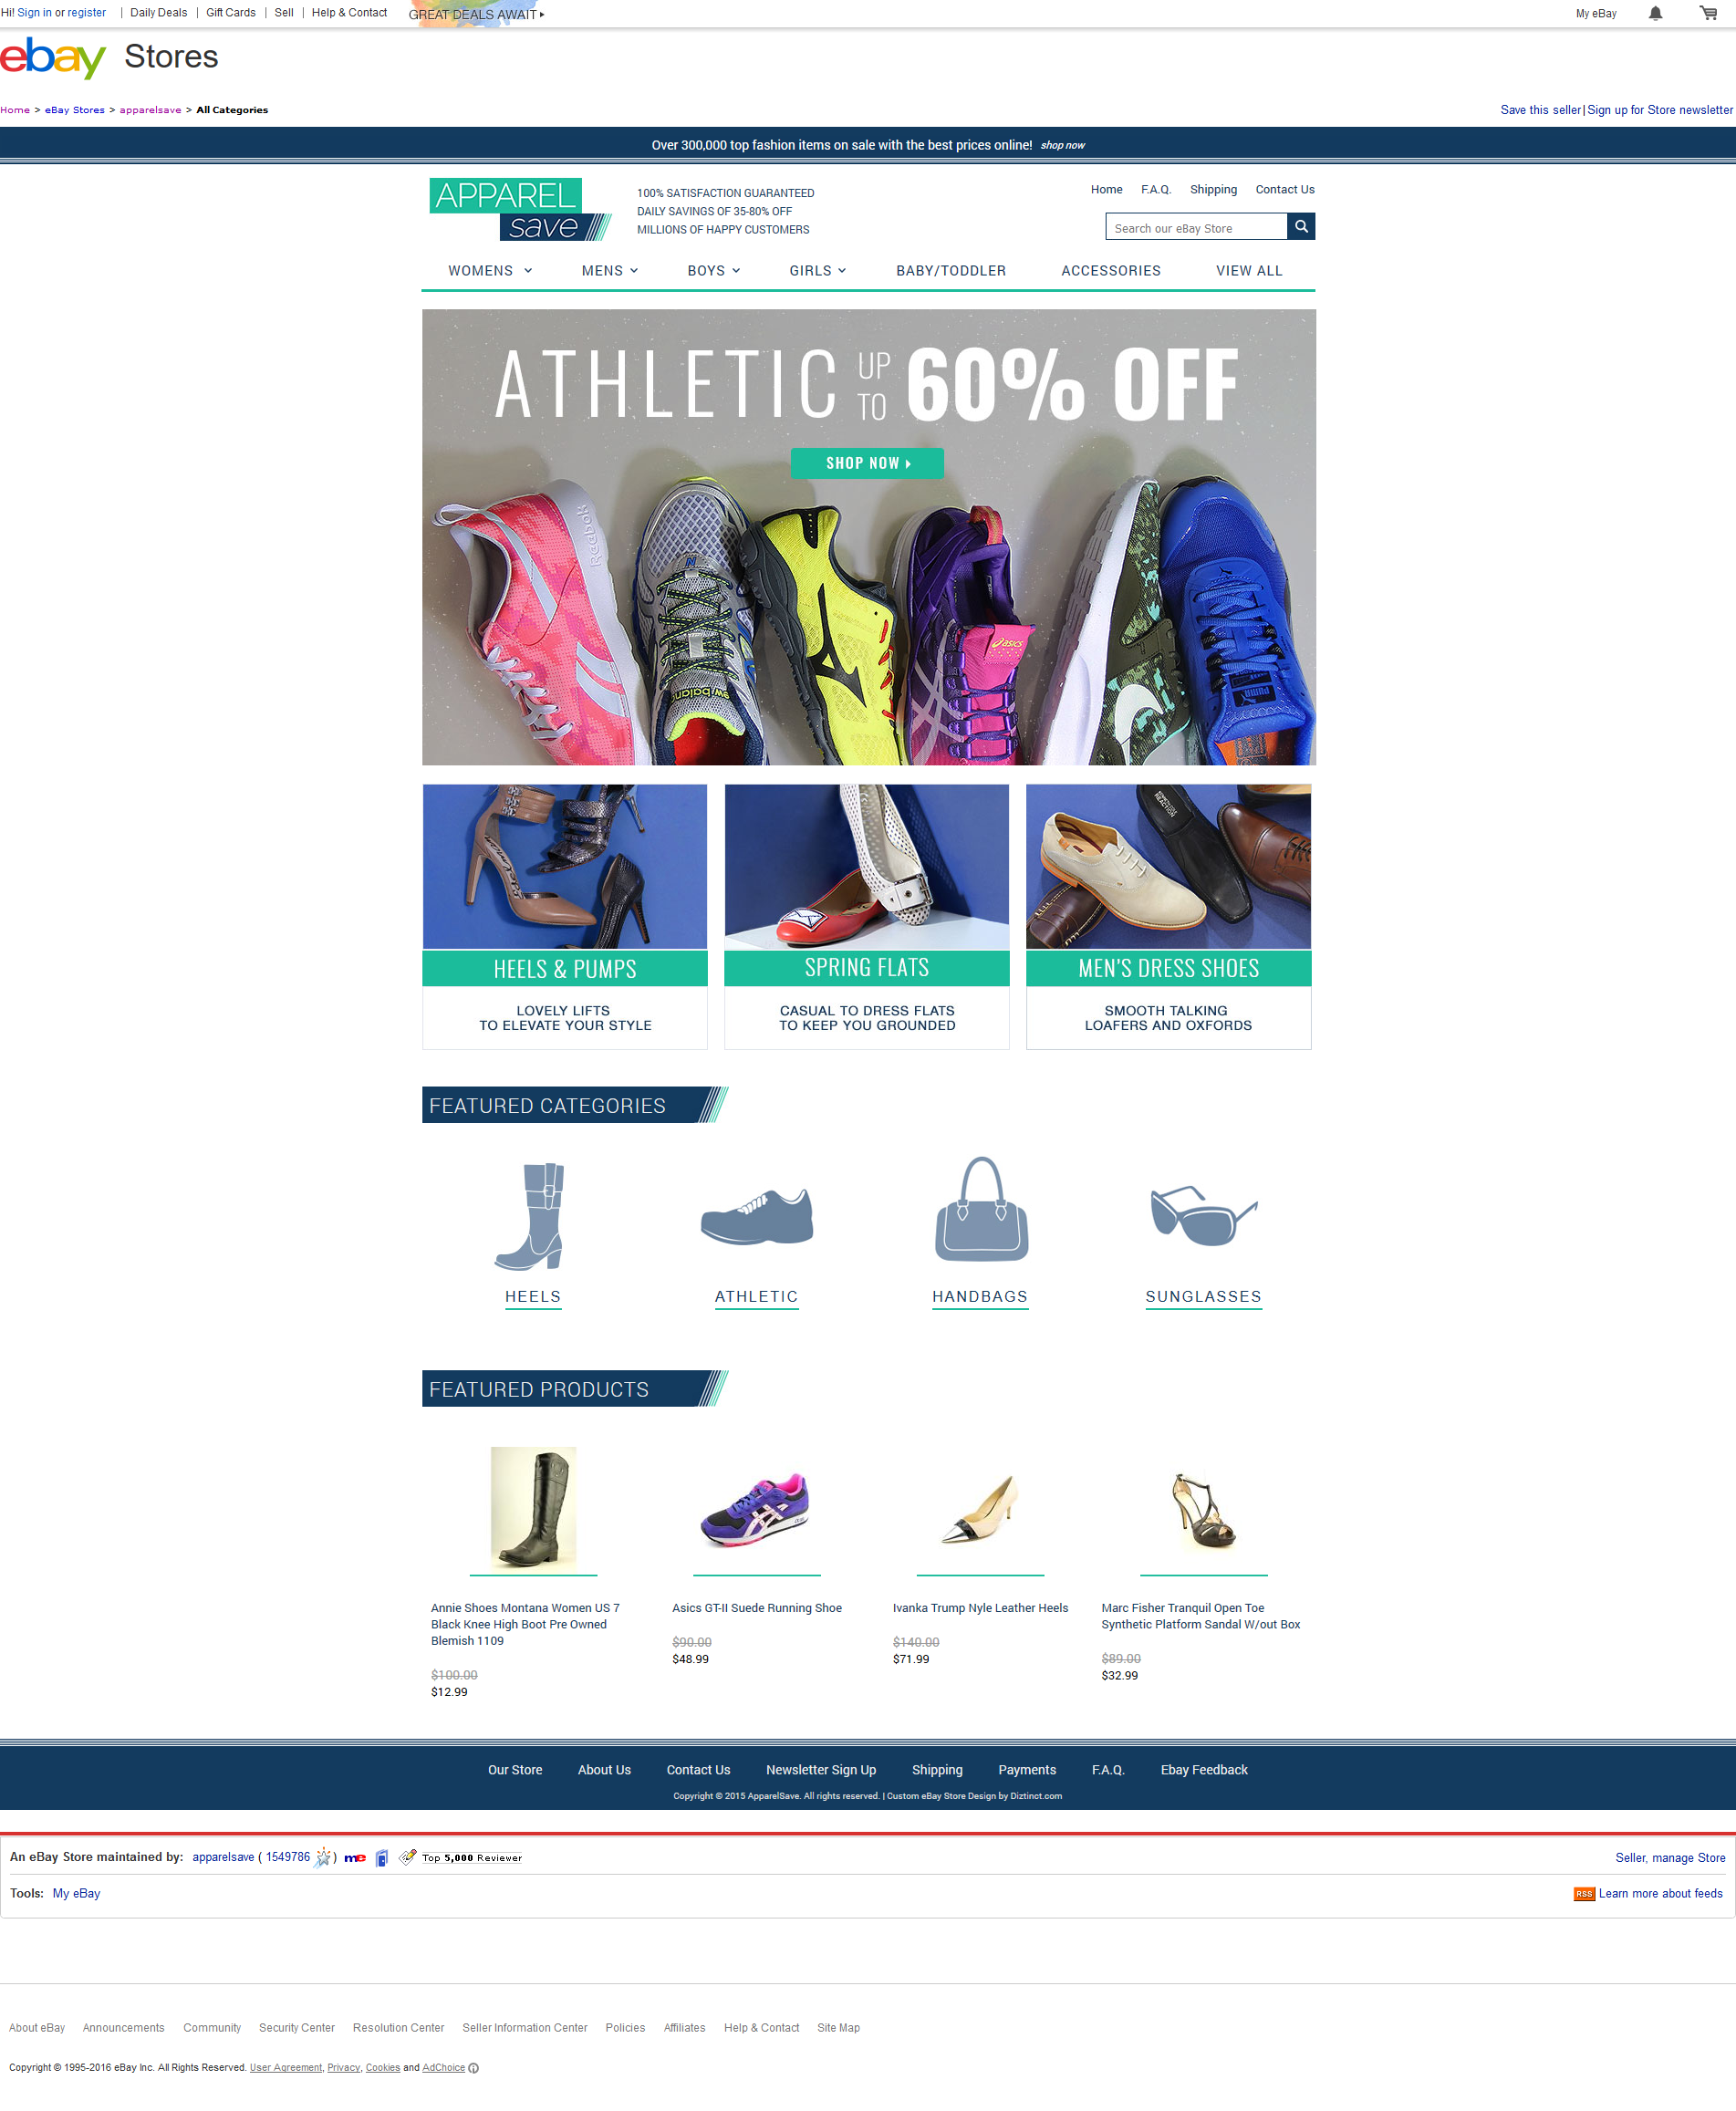 Hi! Sign in or register | Daily Deals | Gift Cards | Sell | Help & Contact GREAT DEALS AWAIT My eBay
ebay Stores
Home > eBay Stores > apparelsave > All Categories Save this seller | Sign up for Store newsletter
Over 300,000 top fashion items on sale with the best prices online! shop now
APPAREL
save
100% SATISFACTION GUARANTEED
DAILY SAVINGS OF 35-80% OFF
MILLIONS OF HAPPY CUSTOMERS
Home F.A.Q. Shipping Contact Us
Search our eBay Store
WOMENS MENS BOYS GIRLS BABY/TODDLER ACCESSORIES VIEW ALL
ATHLETIC UP TO 60% OFF
SHOP NOW
Reebok
new balance
asics
PUMA
KENNETH COLE
REACTION
HEELS & PUMPS
LOVELY LIFTS
TO ELEVATE YOUR STYLE
SPRING FLATS
CASUAL TO DRESS FLATS
TO KEEP YOU GROUNDED
MEN'S DRESS SHOES
SMOOTH TALKING
LOAFERS AND OXFORDS
FEATURED CATEGORIES
HEELS ATHLETIC HANDBAGS SUNGLASSES
FEATURED PRODUCTS
Annie Shoes Montana Women US 7
Black Knee High Boot Pre Owned
Blemish 1109
$100.00
$12.99
Asics GT-II Suede Running Shoe
$90.00
$48.99
Ivanka Trump Nyle Leather Heels
$140.00
$71.99
Marc Fisher Tranquil Open Toe
Synthetic Platform Sandal W/out Box
$89.00
$32.99
Our Store About Us Contact Us Newsletter Sign Up Shipping Payments F.A.Q. Ebay Feedback
Copyright © 2015 ApparelSave. All rights reserved. | Custom eBay Store Design by Diztinct.com
An eBay Store maintained by: apparelsave ( 1549786 ) me Top 5,000 Reviewer Seller, manage Store
Tools: My eBay RSS Learn more about feeds
About eBay Announcements Community Security Center Resolution Center Seller Information Center Policies Affiliates Help & Contact Site Map
Copyright © 1995-2016 eBay Inc. All Rights Reserved. User Agreement, Privacy, Cookies and AdChoice